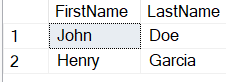 FirstName LastName
1 John Doe
2 Henry Garcia